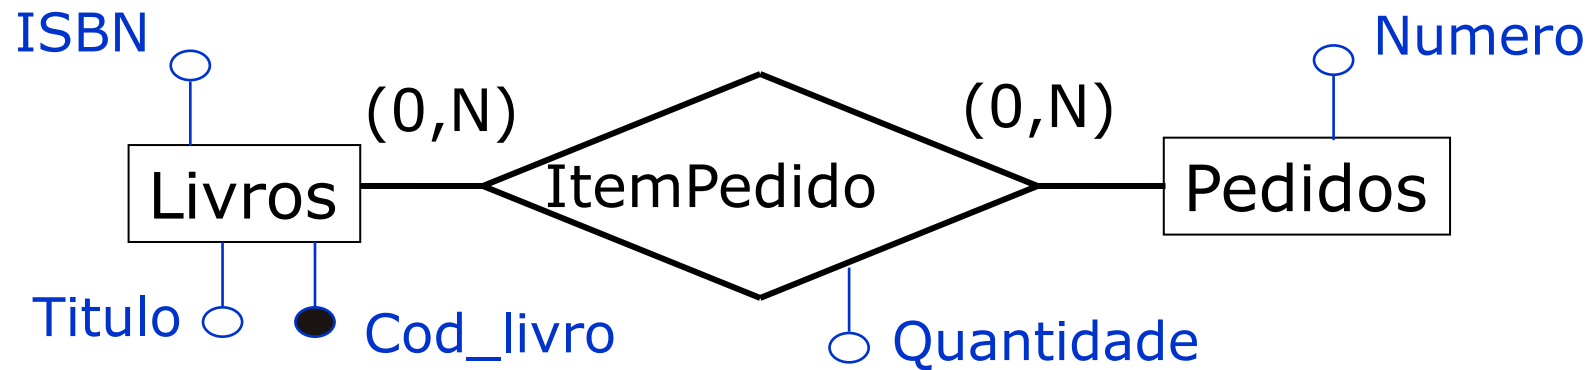 ISBN
Numero
(0,N)
(0,N)
Livros
ItemPedido
Pedidos
Titulo
Cod_livro
Quantidade